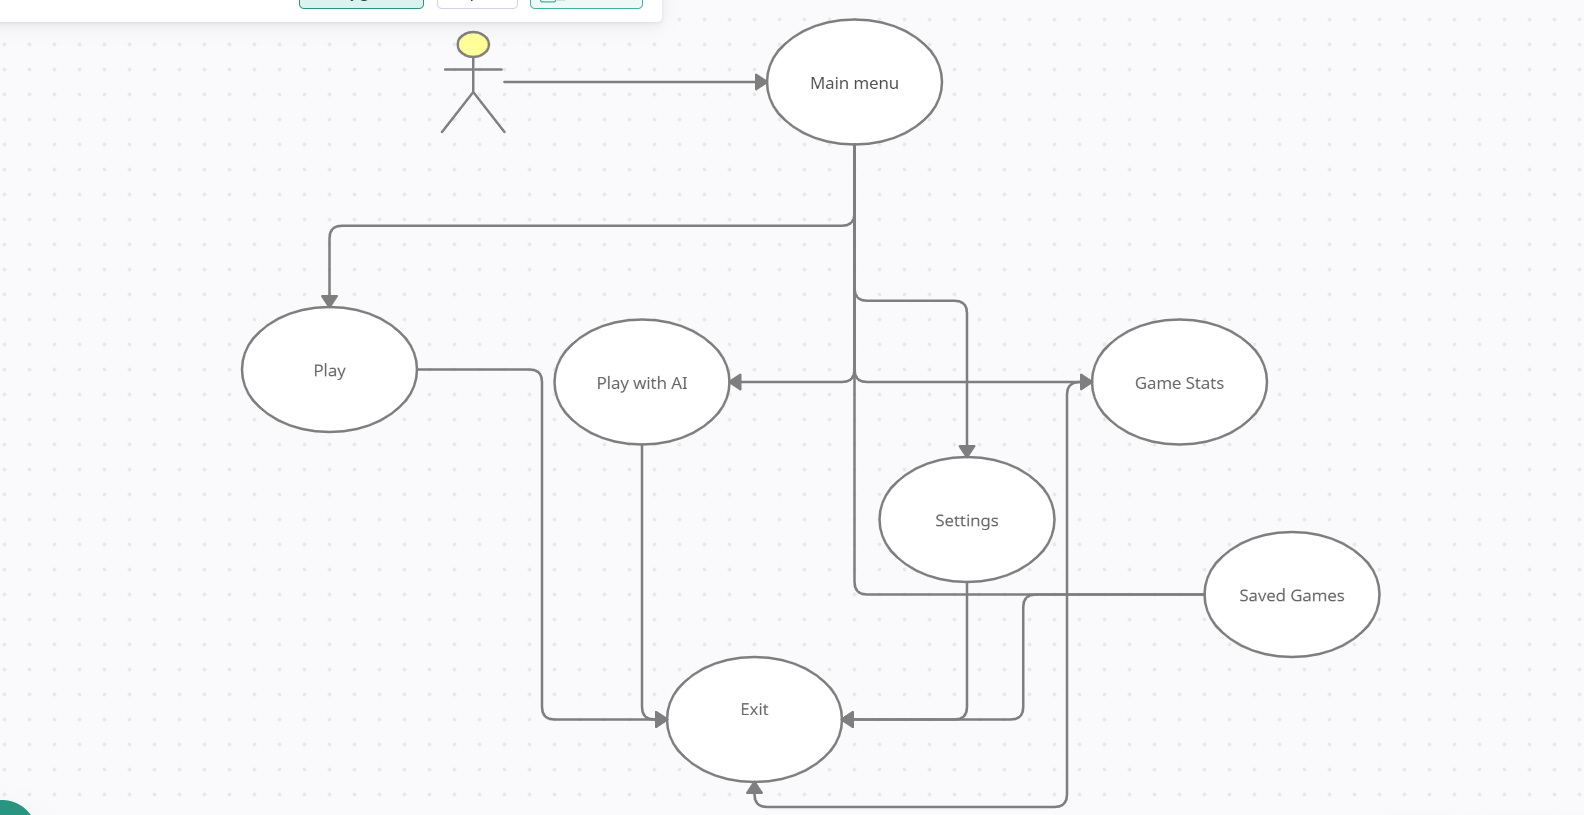 Main menu
Play
Play with AI
Game Stats
Settings
Saved Games
Exit